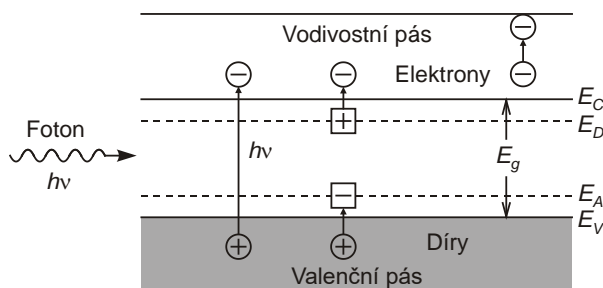 Vodivostní pás
Elektrony
E_C
Foton
E_D
hν
hν
E_g
E_A
E_V
Díry
Valenční pás